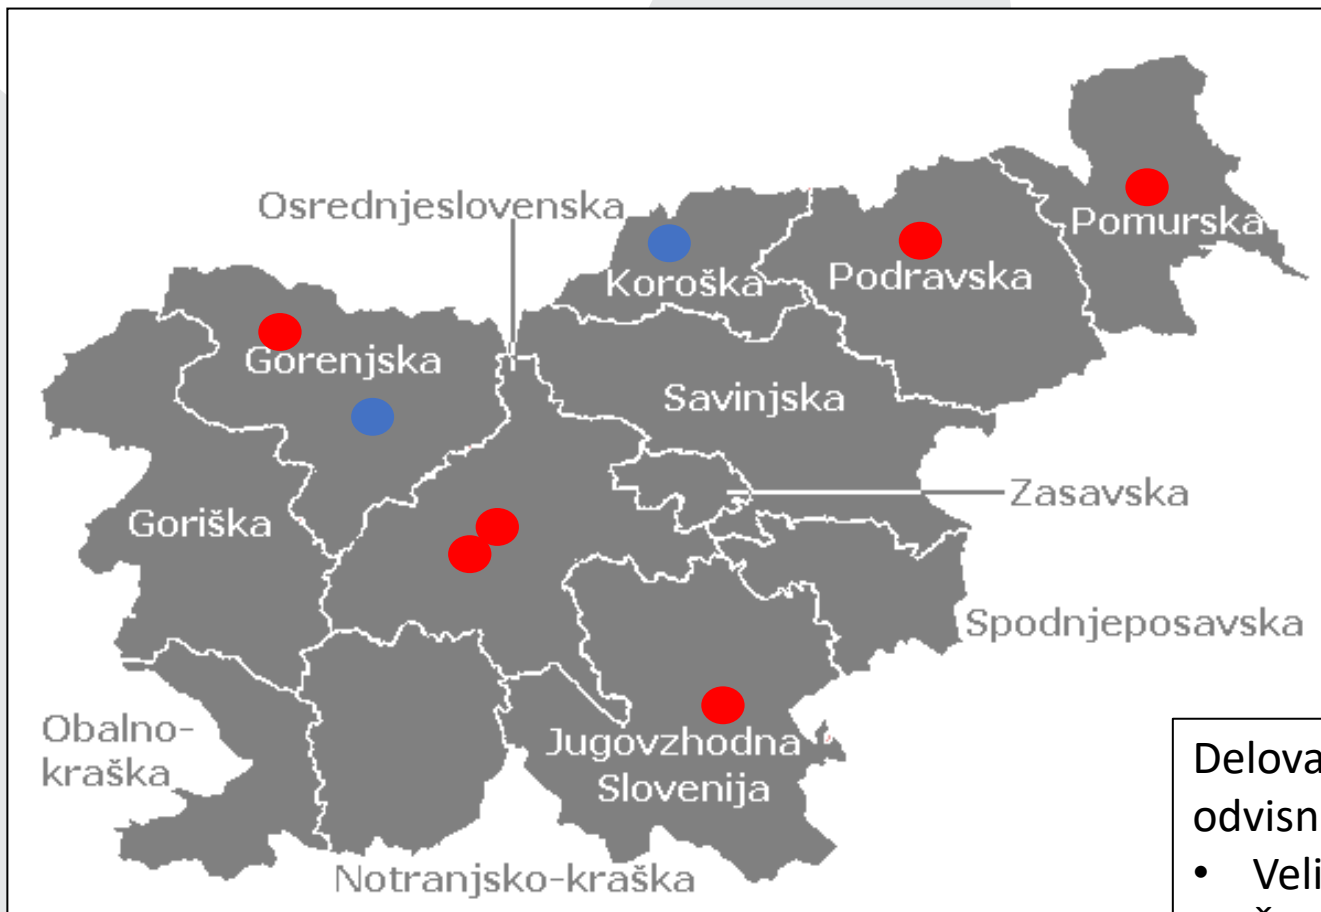 Osrednjeslovenska
Pomurska
Koroška
Podravska
Gorenjska
Savinjska
Zasavska
Goriška
Spodnjeposavska
Obalno-
kraška
Jugovzhodna
Slovenija
Notranjsko-kraška
Delova
odvisn
• Veli